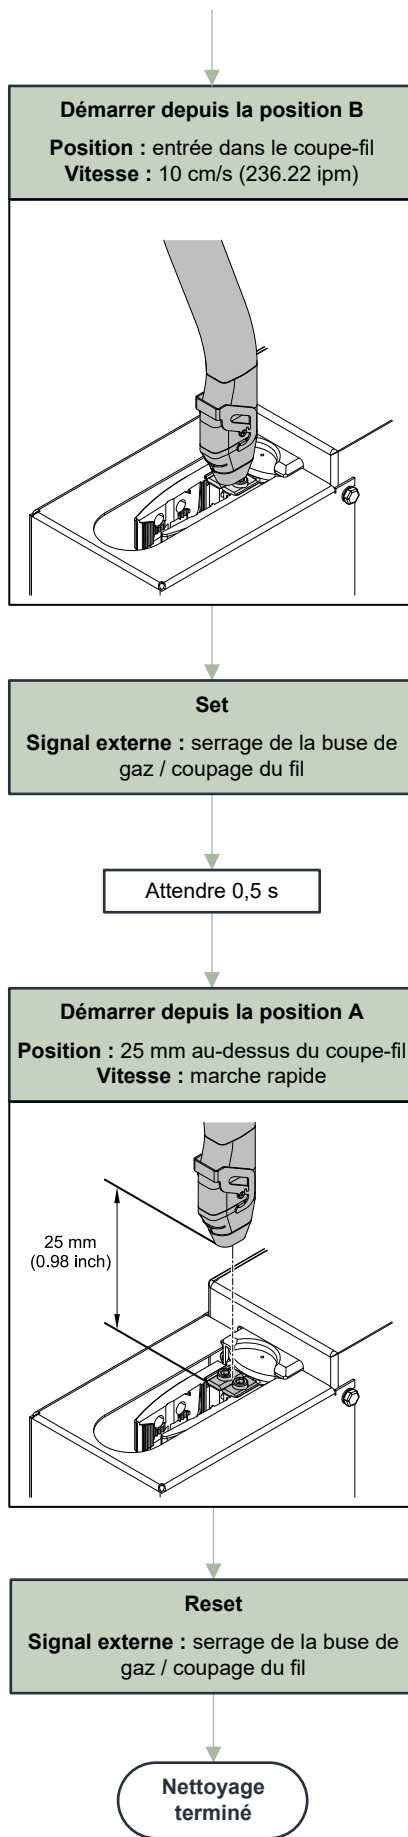 Démarrer depuis la position B
Position : entrée dans le coupe-fil
Vitesse : 10 cm/s (236.22 ipm)
Set
Signal externe : serrage de la buse de
gaz / coupage du fil
Attendre 0,5 s
Démarrer depuis la position A
Position : 25 mm au-dessus du coupe-fil
Vitesse : marche rapide
25 mm
(0.98 inch)
Reset
Signal externe : serrage de la buse de
gaz / coupage du fil
Nettoyage
terminé